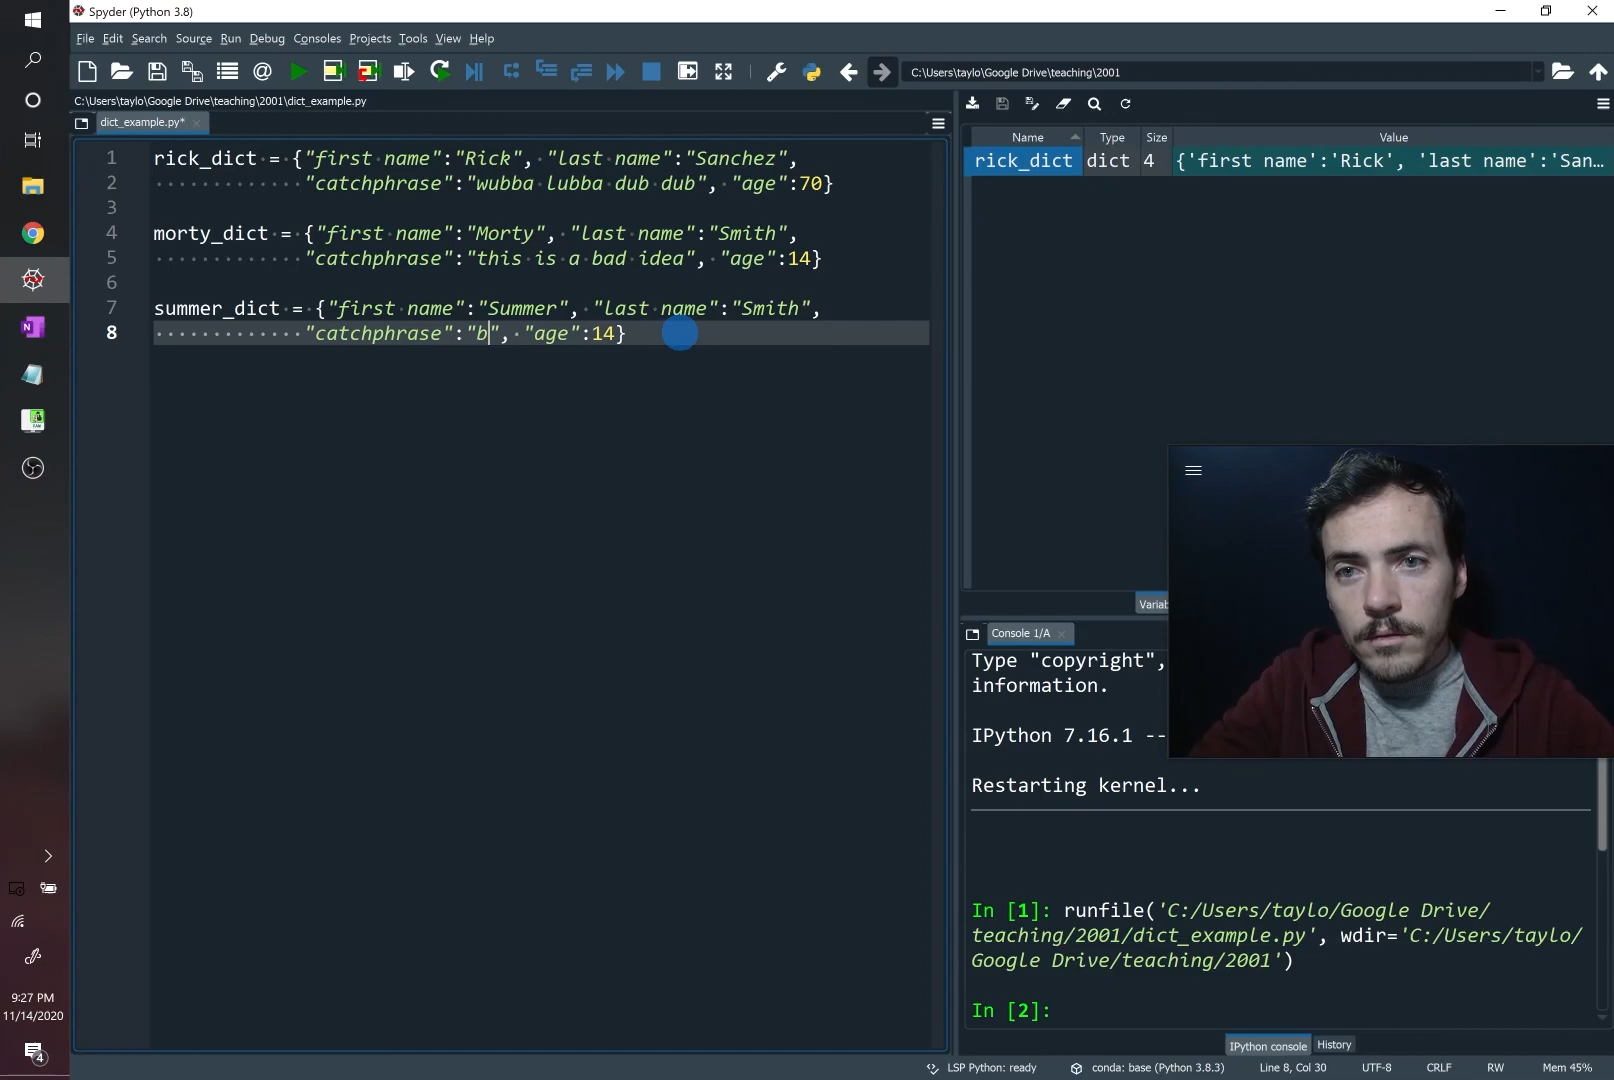 Spyder (Python 3.8)
File Edit Search Source Run Debug Consoles Projects Tools View Help
C:\Users\taylo\Google Drive\teaching\2001
C:\Users\taylo\Google Drive\teaching\2001\dict_example.py
dict_example.py*
1 rick_dict = {"first name":"Rick", "last name":"Sanchez",
2 "catchphrase":"wubba lubba dub dub", "age":70}
3
4 morty_dict = {"first name":"Morty", "last name":"Smith",
5 "catchphrase":"this is a bad idea", "age":14}
6
7 summer_dict = {"first name":"Summer", "last name":"Smith",
8 "catchphrase":"b", "age":14}
Name Type Size Value
rick_dict dict 4 {'first name':'Rick', 'last name':'San...
Variab
Console 1/A
Type "copyright",
information.
IPython 7.16.1 --
Restarting kernel...
In [1]: runfile('C:/Users/taylo/Google Drive/
teaching/2001/dict_example.py', wdir='C:/Users/taylo/
Google Drive/teaching/2001')
In [2]:
IPython console History
LSP Python: ready conda: base (Python 3.8.3) Line 8, Col 30 UTF-8 CRLF RW Mem 45%
9:27 PM
11/14/2020
4